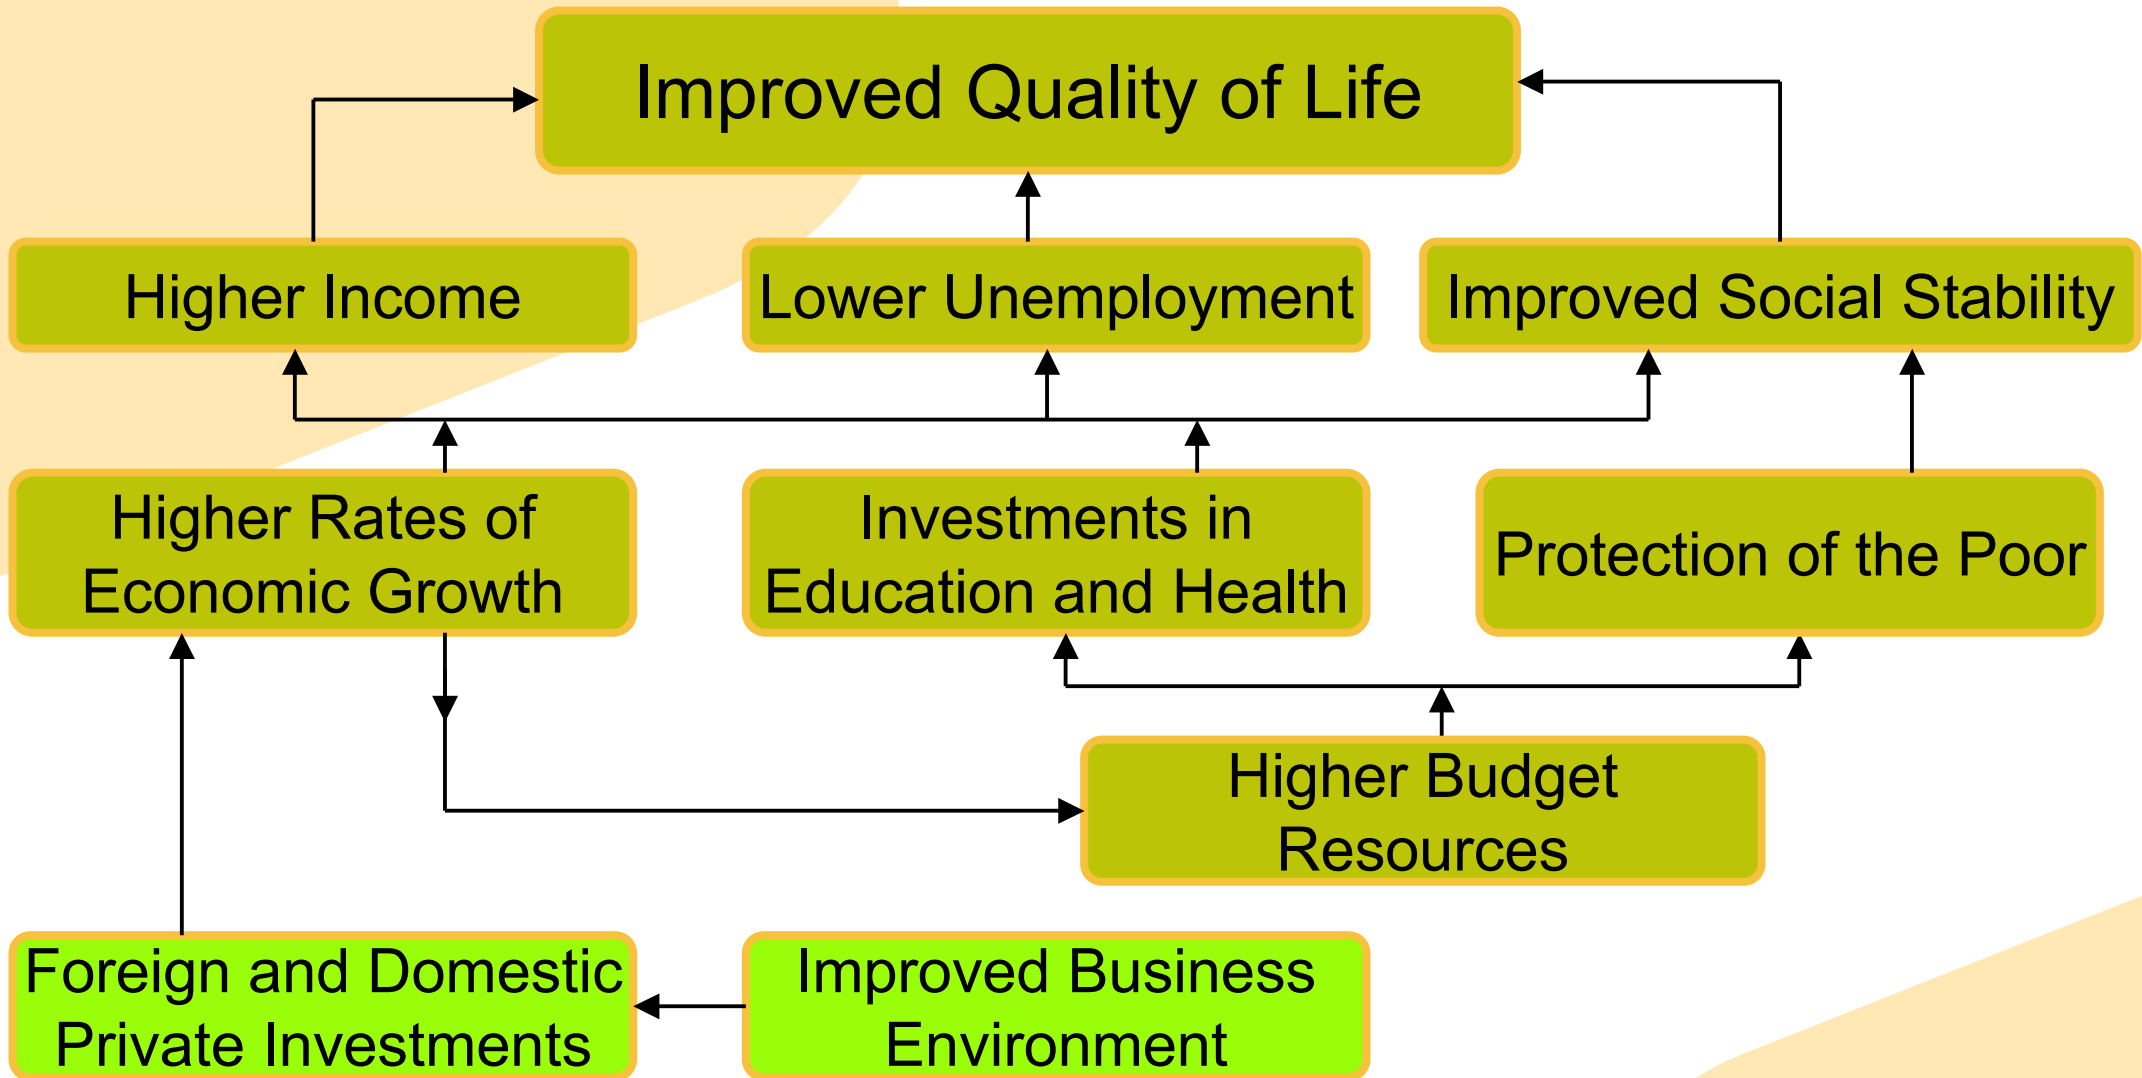 Improved Quality of Life
Higher Income
Lower Unemployment
Improved Social Stability
Higher Rates of
Economic Growth
Investments in
Education and Health
Protection of the Poor
Higher Budget
Resources
Foreign and Domestic
Private Investments
Improved Business
Environment